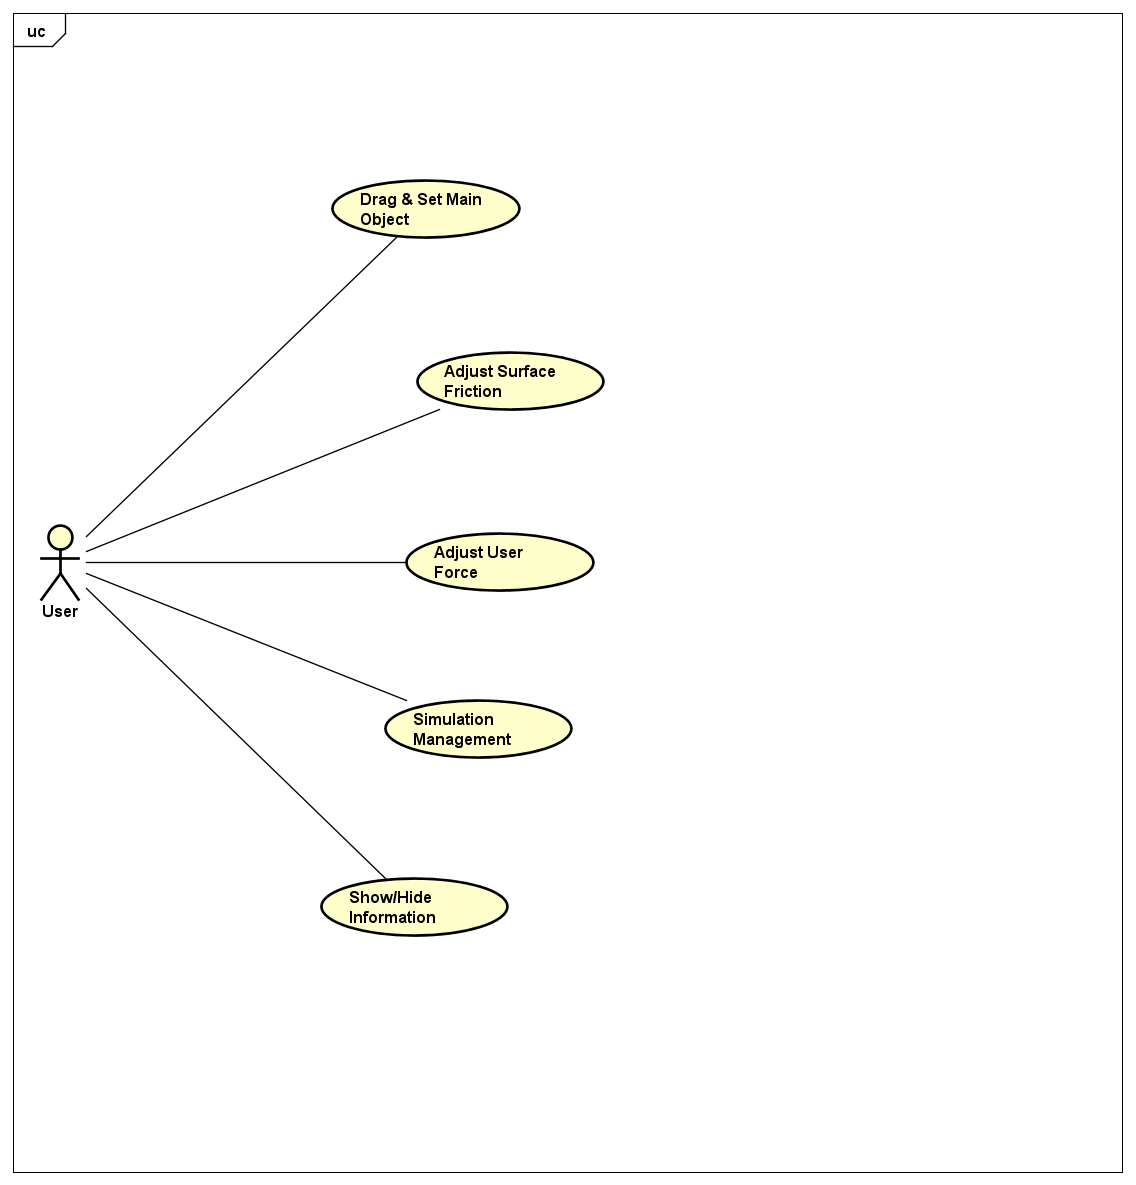 uc
Drag & Set Main
Object
Adjust Surface
Friction
Adjust User
Force
User
Simulation
Management
Show/Hide
Information